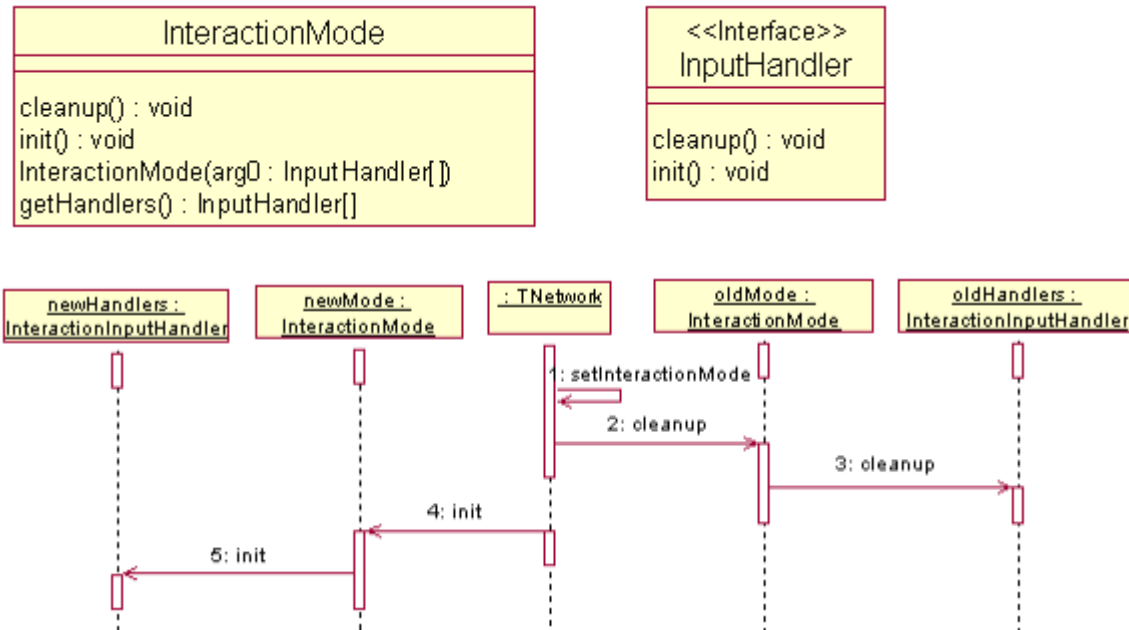 InteractionMode
cleanup() : void
init() : void
InteractionMode(arg0 : InputHandler[])
getHandlers() : InputHandler[]
<<Interface>>
InputHandler
cleanup() : void
init() : void
newHandlers :
InteractionInputHandler
newMode :
InteractionMode
: TNetwork
oldMode :
InteractionMode
oldHandlers :
InteractionInputHandler
1: setInteractionMode
2: cleanup
3: cleanup
4: init
5: init